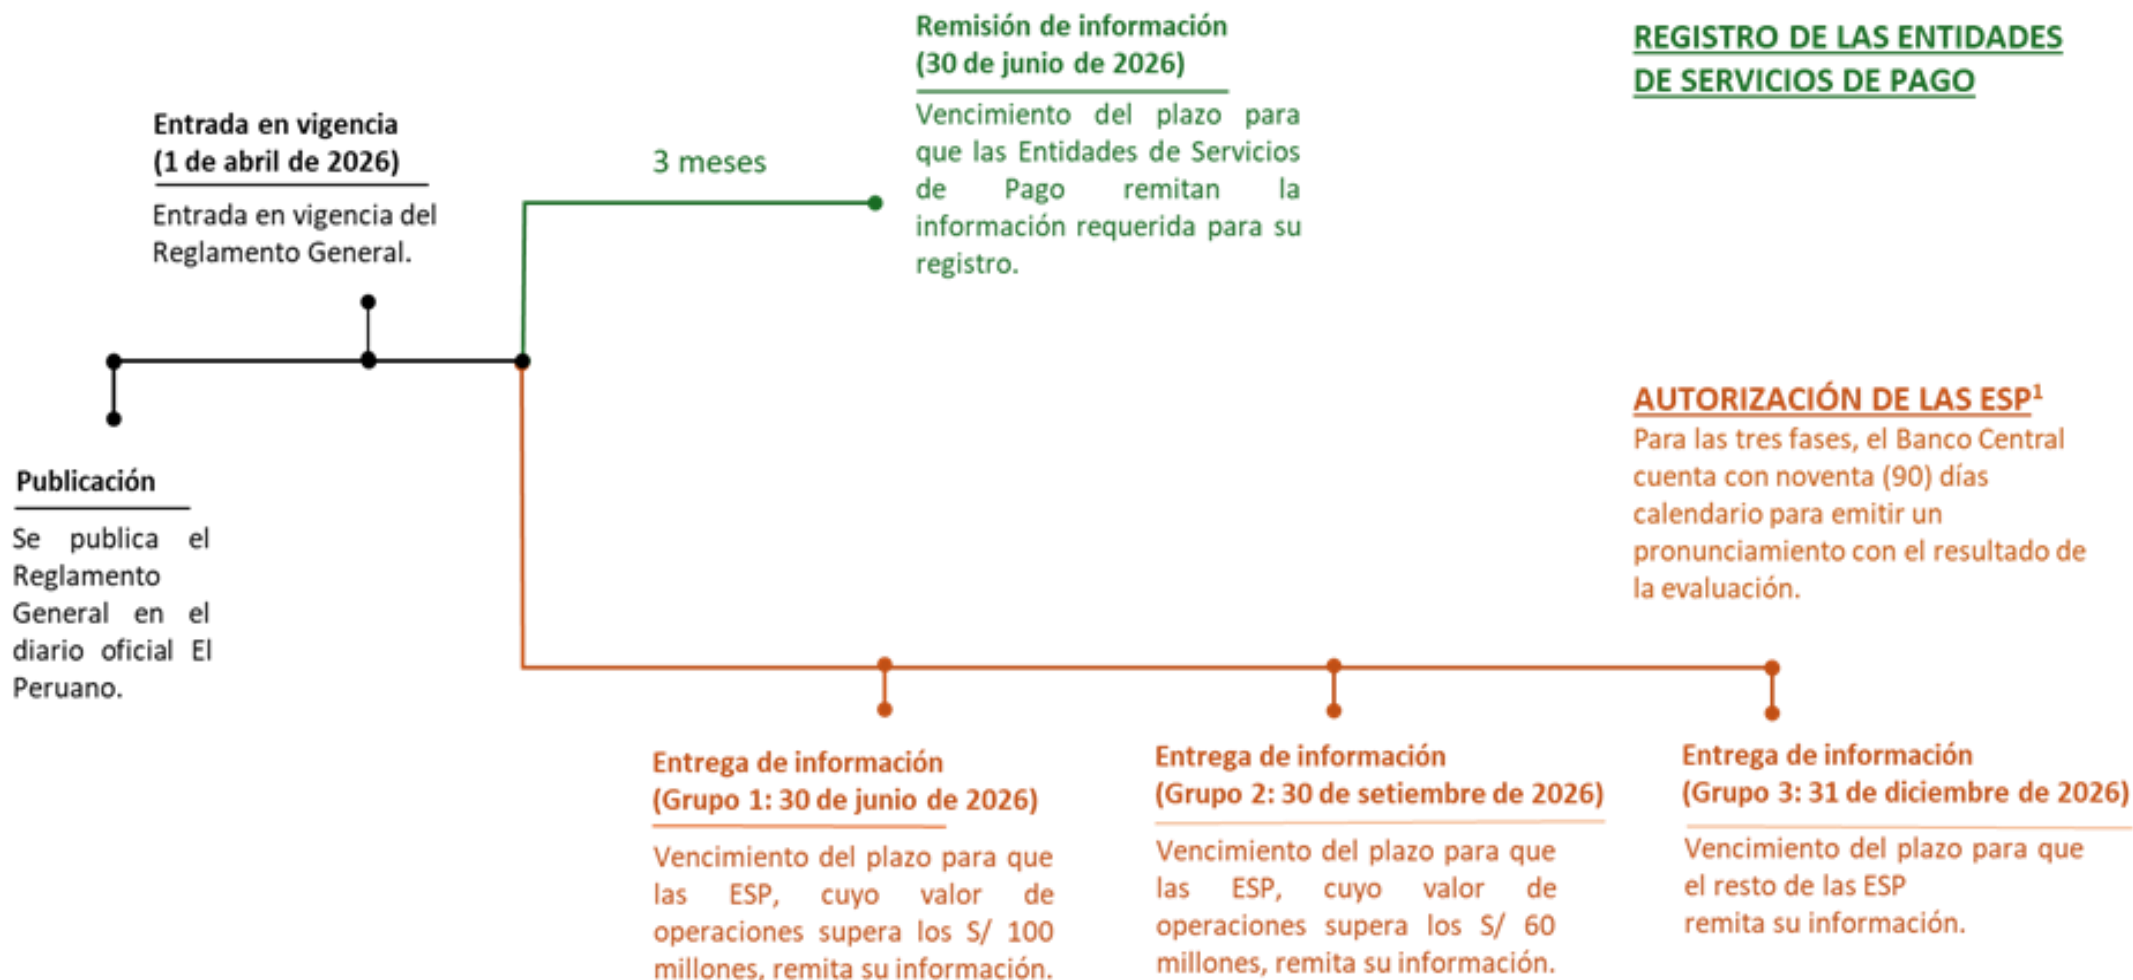 Remisión de información
(30 de junio de 2026)
Vencimiento del plazo para
que las Entidades de Servicios
de Pago remitan la
información requerida para su
registro.
REGISTRO DE LAS ENTIDADES
DE SERVICIOS DE PAGO
Entrada en vigencia
(1 de abril de 2026)
Entrada en vigencia del
Reglamento General.
3 meses
Publicación
Se publica el
Reglamento
General en el
diario oficial El
Peruano.
AUTORIZACIÓN DE LAS ESP¹
Para las tres fases, el Banco Central
cuenta con noventa (90) días
calendario para emitir un
pronunciamiento con el resultado de
la evaluación.
Entrega de información
(Grupo 1: 30 de junio de 2026)
Vencimiento del plazo para que
las ESP, cuyo valor de
operaciones supera los S/ 100
millones, remita su información.
Entrega de información
(Grupo 2: 30 de setiembre de 2026)
Vencimiento del plazo para que
las ESP, cuyo valor de
operaciones supera los S/ 60
millones, remita su información.
Entrega de información
(Grupo 3: 31 de diciembre de 2026)
Vencimiento del plazo para que
el resto de las ESP
remita su información.